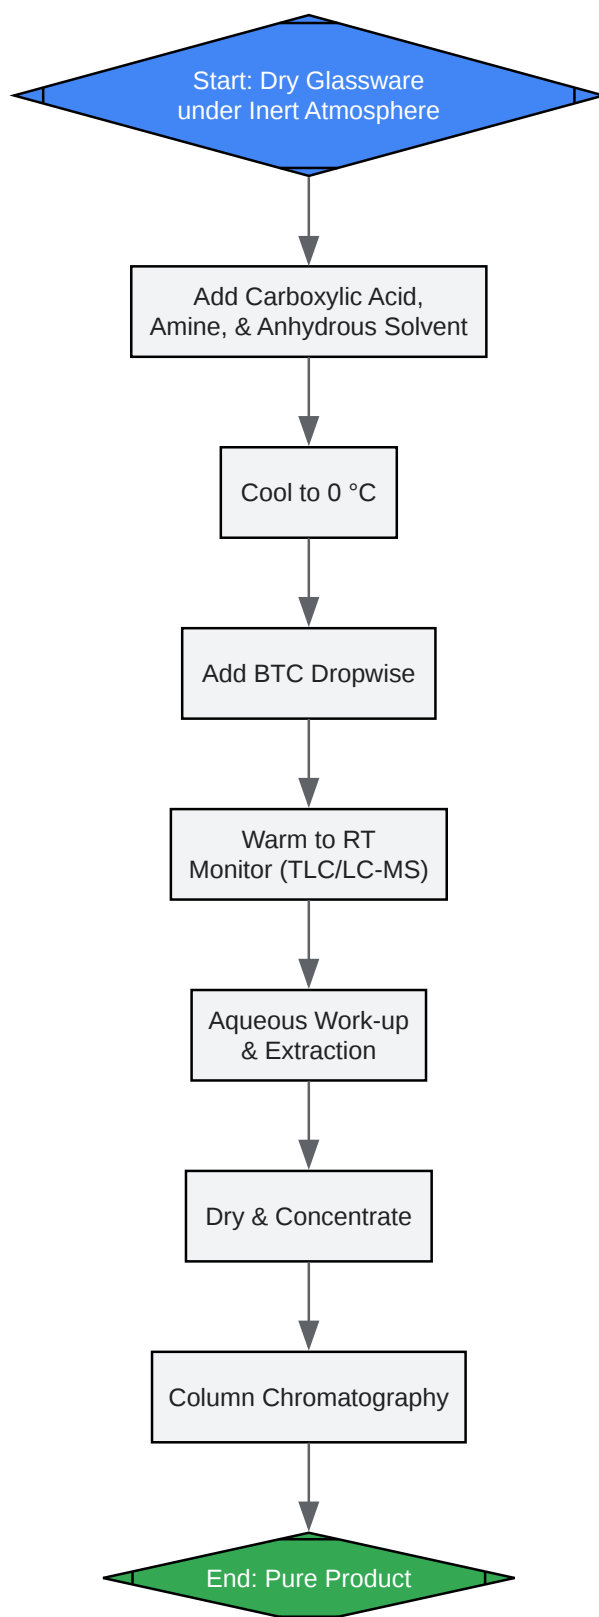 Start: Dry Glassware
under Inert Atmosphere
Add Carboxylic Acid,
Amine, & Anhydrous Solvent
Cool to 0 °C
Add BTC Dropwise
Warm to RT
Monitor (TLC/LC-MS)
Aqueous Work-up
& Extraction
Dry & Concentrate
Column Chromatography
End: Pure Product